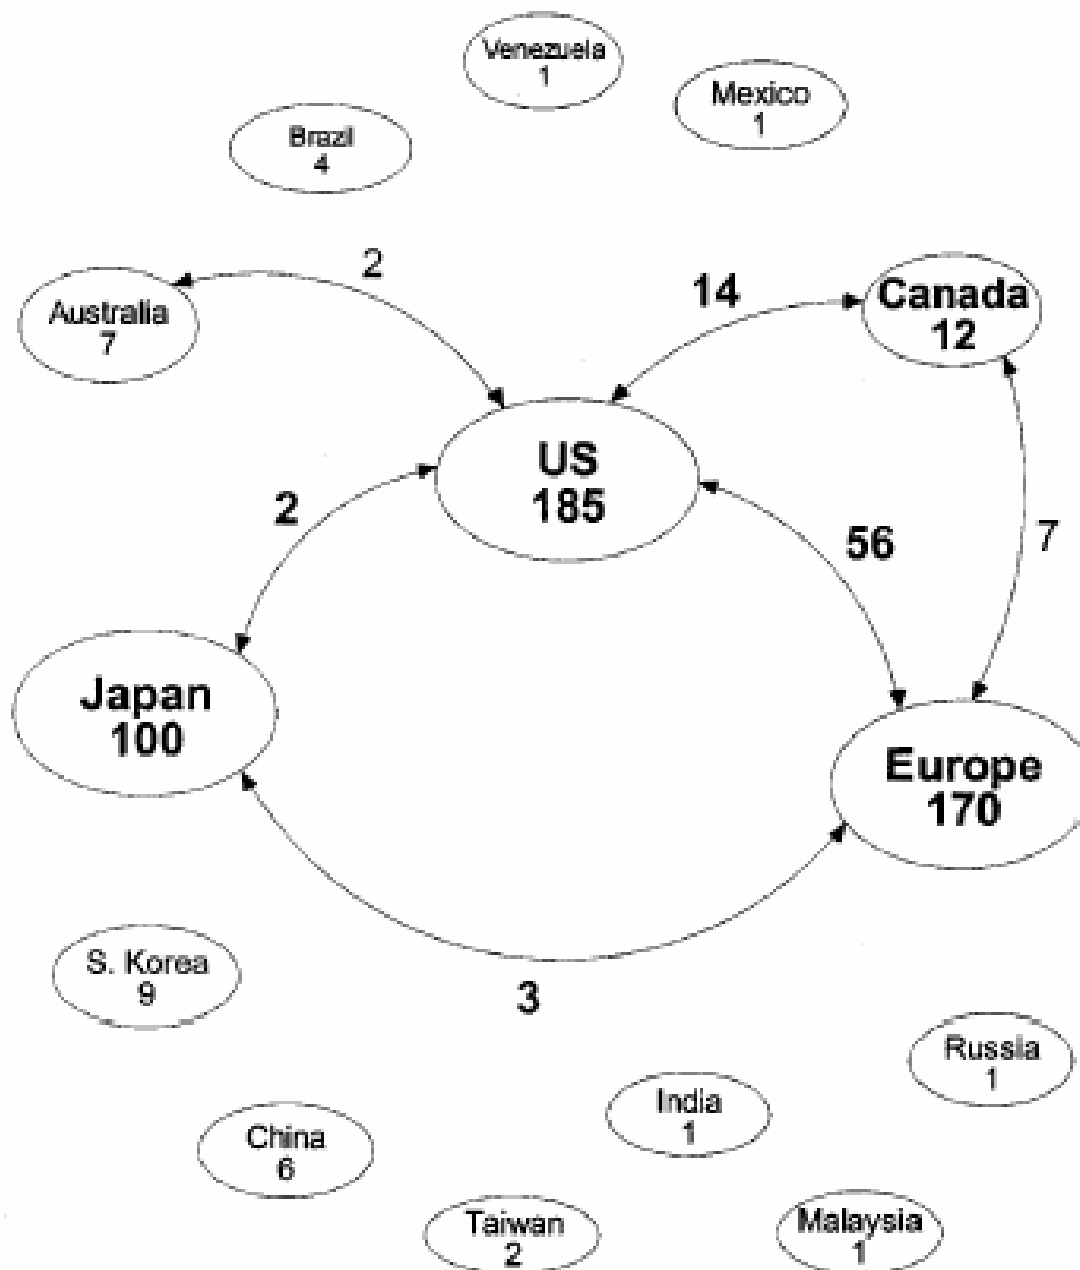 Venezuela
1
Mexico
1
Brazil
4
2
14
Canada
12
Australia
7
US
185
2
56
7
Japan
100
Europe
170
S. Korea
9
3
Russia
1
India
1
China
6
Taiwan
2
Malaysia
1